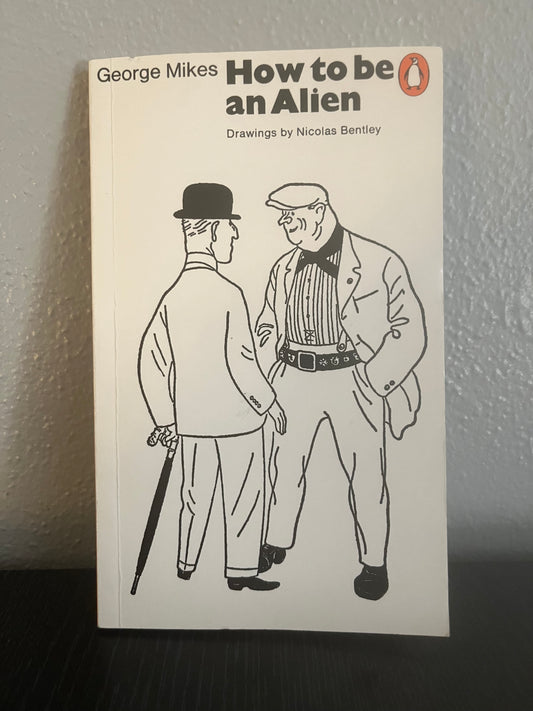 George Mikes How to be
an Alien
Drawings by Nicolas Bentley